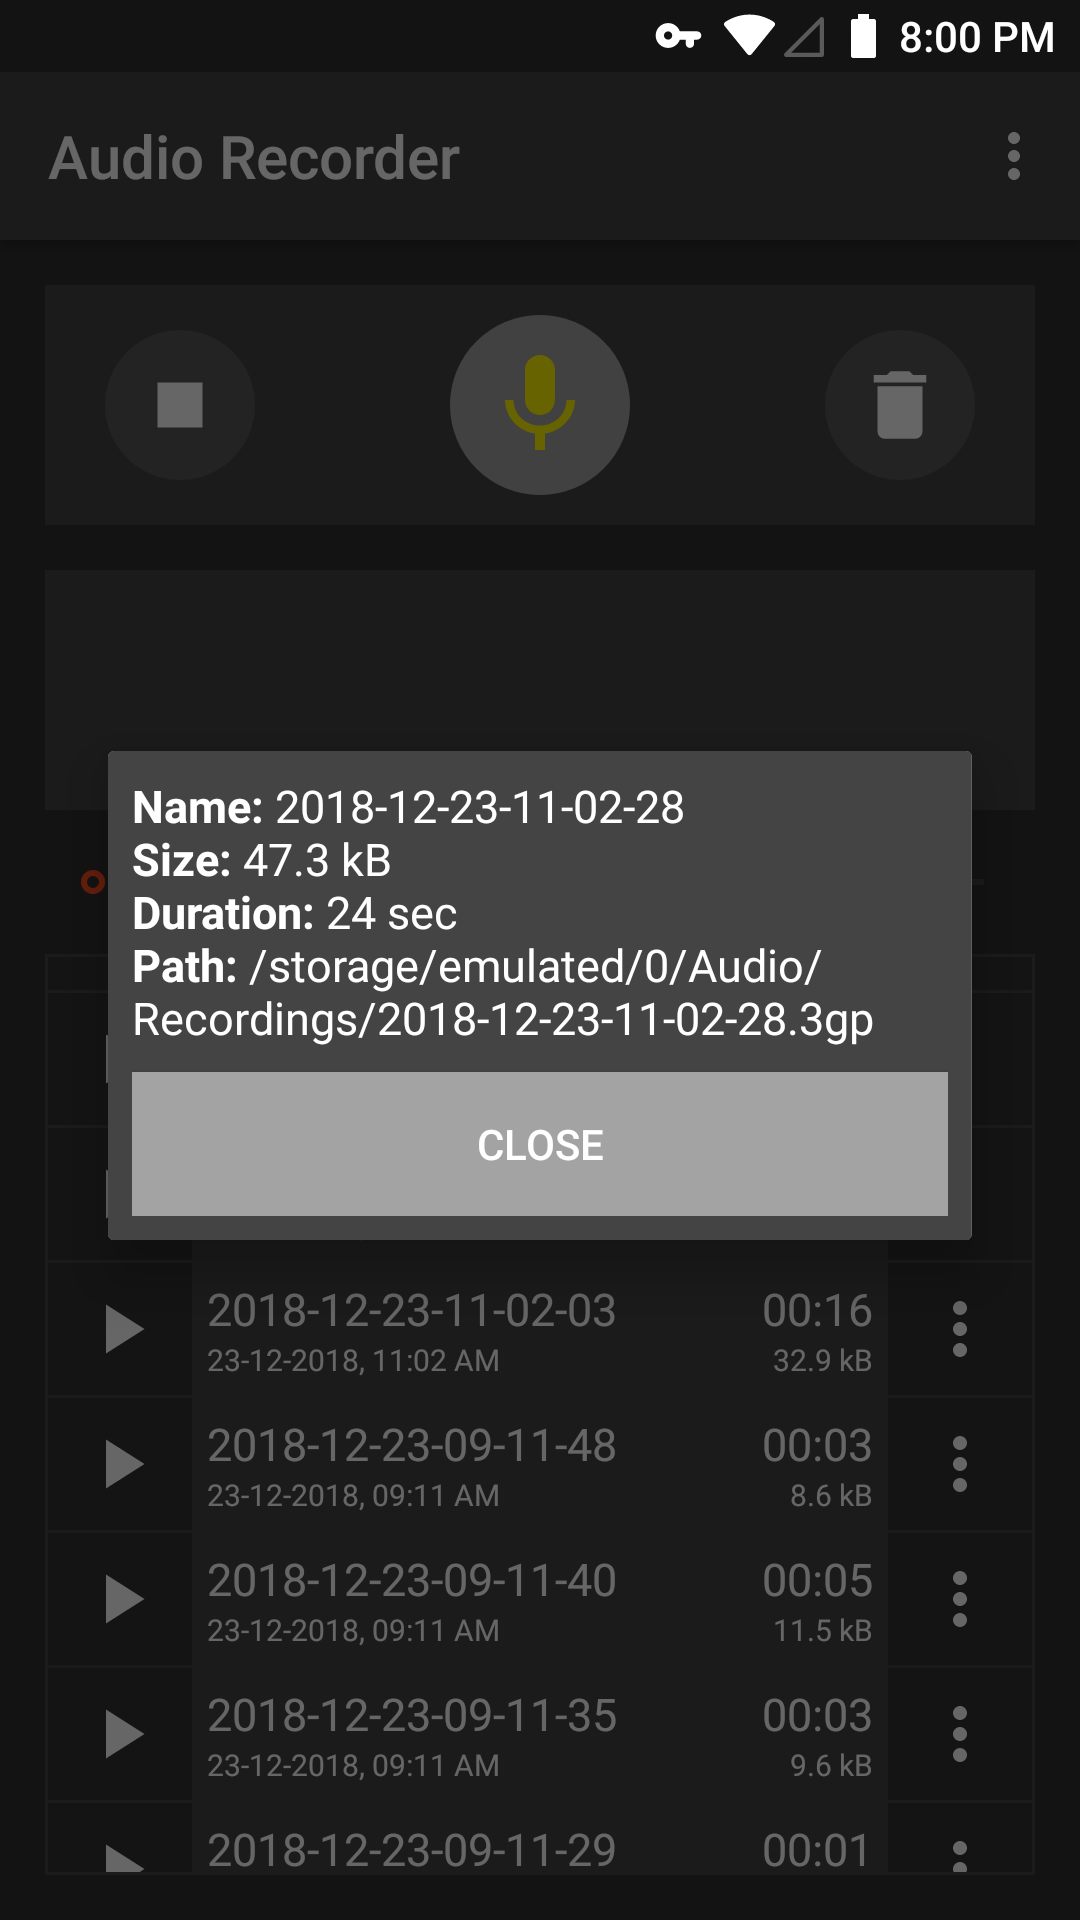 8:00 PM
Audio Recorder
Name: 2018-12-23-11-02-28
Size: 47.3 kB
Duration: 24 sec
Path: /storage/emulated/0/Audio/
Recordings/2018-12-23-11-02-28.3gp
CLOSE
2018-12-23-11-02-03 00:16
23-12-2018, 11:02 AM 32.9 kB
2018-12-23-09-11-48 00:03
23-12-2018, 09:11 AM 8.6 kB
2018-12-23-09-11-40 00:05
23-12-2018, 09:11 AM 11.5 kB
2018-12-23-09-11-35 00:03
23-12-2018, 09:11 AM 9.6 kB
2018-12-23-09-11-29 00:01